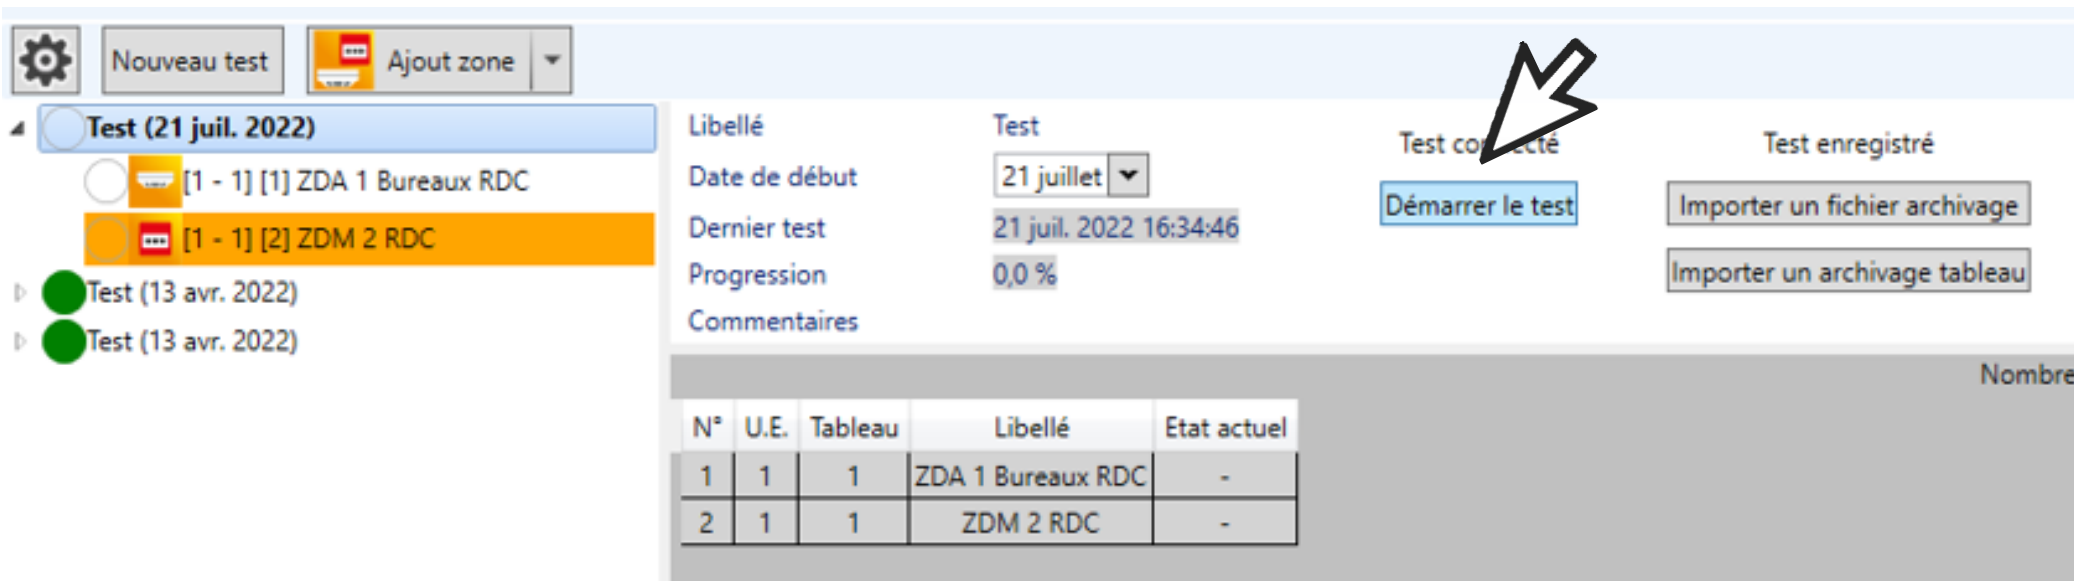 Nouveau test
Ajout zone
Test (21 juil. 2022)
[1 - 1] [1] ZDA 1 Bureaux RDC
[1 - 1] [2] ZDM 2 RDC
Test (13 avr. 2022)
Test (13 avr. 2022)
Libellé Test
Date de début 21 juillet
Dernier test 21 juil. 2022 16:34:46
Progression 0,0 %
Commentaires
Test connecté
Démarrer le test
Test enregistré
Importer un fichier archivage
Importer un archivage tableau
Nombre
N° U.E. Tableau Libellé Etat actuel
1 1 1 ZDA 1 Bureaux RDC -
2 1 1 ZDM 2 RDC -